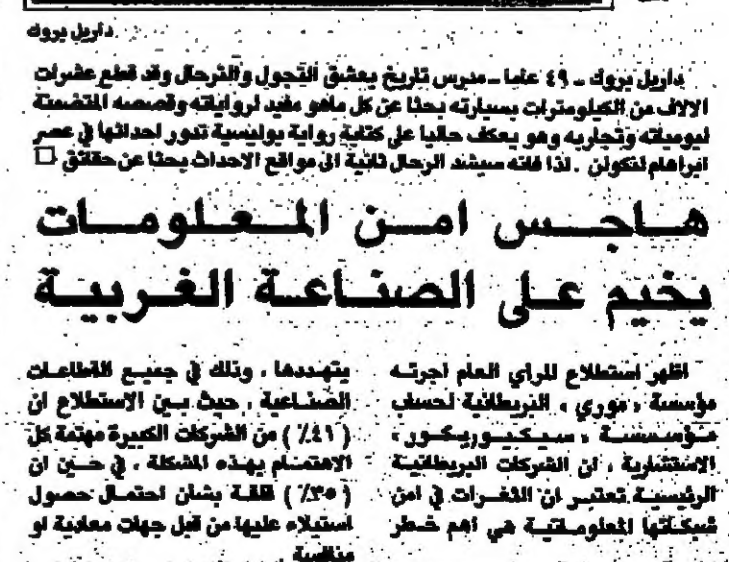 داريل بروك
داريل بروك ـ ٤٩ عاما ـ مدرس تاريخ يعشق التجول والترحال وقد قطع عشرات
الالاف من الكيلومترات بسيارته بحثا عن كل ماهو مفيد لرواياته وقصصه المتضمنة
ليومياته وتجاربه وهو يعكف حاليا على كتابة رواية بوليسية تدور احداثها في عصر
ابراهام لنكولن . لذا فانه سيشد الرحال ثانية الى مواقع الاحداث بحثا عن حقائق □
هاجس امن المعلومات
يخيم على الصناعة الغربية
اظهر استطلاع للراي العام اجرته
مؤسسة « موري » البريطانية لحساب
مؤسسة « سيكيوريكور »
الاستشارية ، ان الشركات البريطانية
الرئيسية تعتبر ان الثغرات في امن
شبكاتها المعلوماتية هي اهم خطر
يتهددها ، وذلك في جميع القطاعات
الصناعية ، حيث بين الاستطلاع ان
( ٤١٪ ) من الشركات الكبيرة مهتمة كل
الاهتمام بهذه المشكلة ، في حين ان
( ٣٥٪ ) قلقة بشان احتمال حصول
استيلاء عليها من قبل جهات معادية او
منافسة